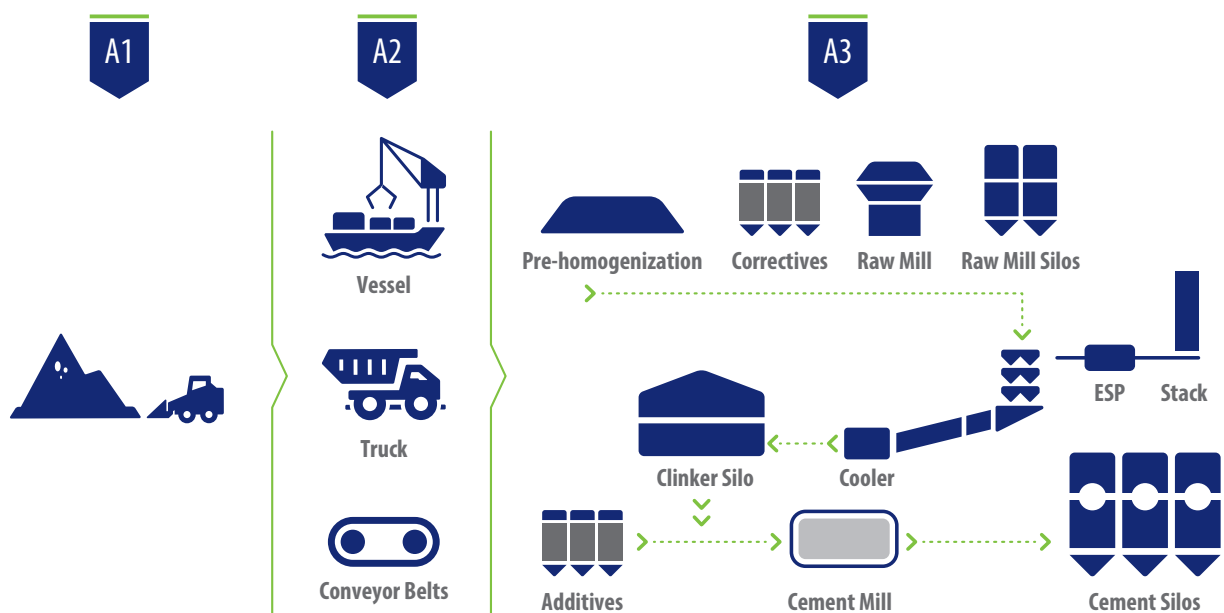 A1
A2
A3
Vessel
Truck
Conveyor Belts
Pre-homogenization
Correctives
Raw Mill
Raw Mill Silos
ESP
Stack
Clinker Silo
Cooler
Additives
Cement Mill
Cement Silos